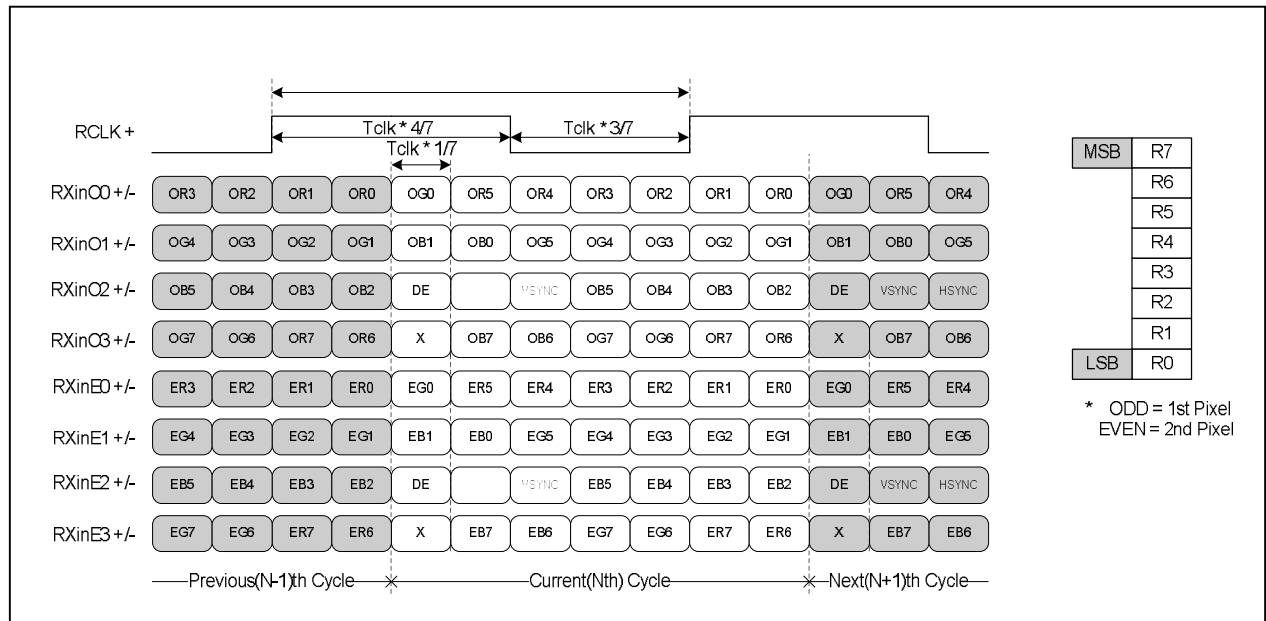 RCLK +
Tclk * 4/7 Tclk * 3/7
Tclk * 1/7
RXinO0 +/- OR3 OR2 OR1 OR0 OG0 OR5 OR4 OR3 OR2 OR1 OR0 OG0 OR5 OR4
RXinO1 +/- OG4 OG3 OG2 OG1 OB1 OB0 OG5 OG4 OG3 OG2 OG1 OB1 OB0 OG5
RXinO2 +/- OB5 OB4 OB3 OB2 DE OB5 OB4 OB3 OB2 DE VSYNC HSYNC
RXinO3 +/- OG7 OG6 OR7 OR6 X OB7 OB6 OG7 OG6 OR7 OR6 X OB7 OB6
RXinE0 +/- ER3 ER2 ER1 ER0 EG0 ER5 ER4 ER3 ER2 ER1 ER0 EG0 ER5 ER4
RXinE1 +/- EG4 EG3 EG2 EG1 EB1 EB0 EG5 EG4 EG3 EG2 EG1 EB1 EB0 EG5
RXinE2 +/- EB5 EB4 EB3 EB2 DE EB5 EB4 EB3 EB2 DE VSYNC HSYNC
RXinE3 +/- EG7 EG6 ER7 ER6 X EB7 EB6 EG7 EG6 ER7 ER6 X EB7 EB6
Previous(N-1)th Cycle Current(Nth) Cycle Next(N+1)th Cycle
MSB R7
R6
R5
R4
R3
R2
R1
LSB R0
* ODD = 1st Pixel
EVEN = 2nd Pixel